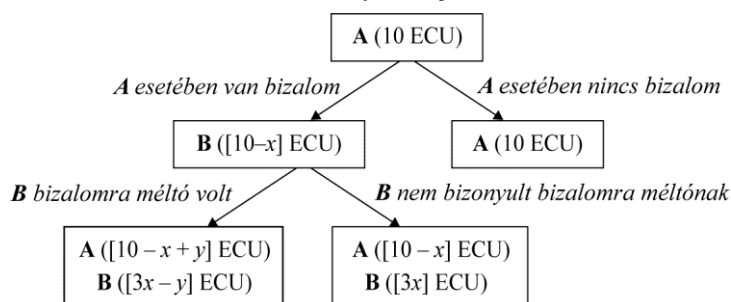 A (10 ECU)
A esetében van bizalom
A esetében nincs bizalom
B ([10–x] ECU)
A (10 ECU)
B bizalomra méltó volt
B nem bizonyult bizalomra méltónak
A ([10 – x + y] ECU)
B ([3x – y] ECU)
A ([10 – x] ECU)
B ([3x] ECU)